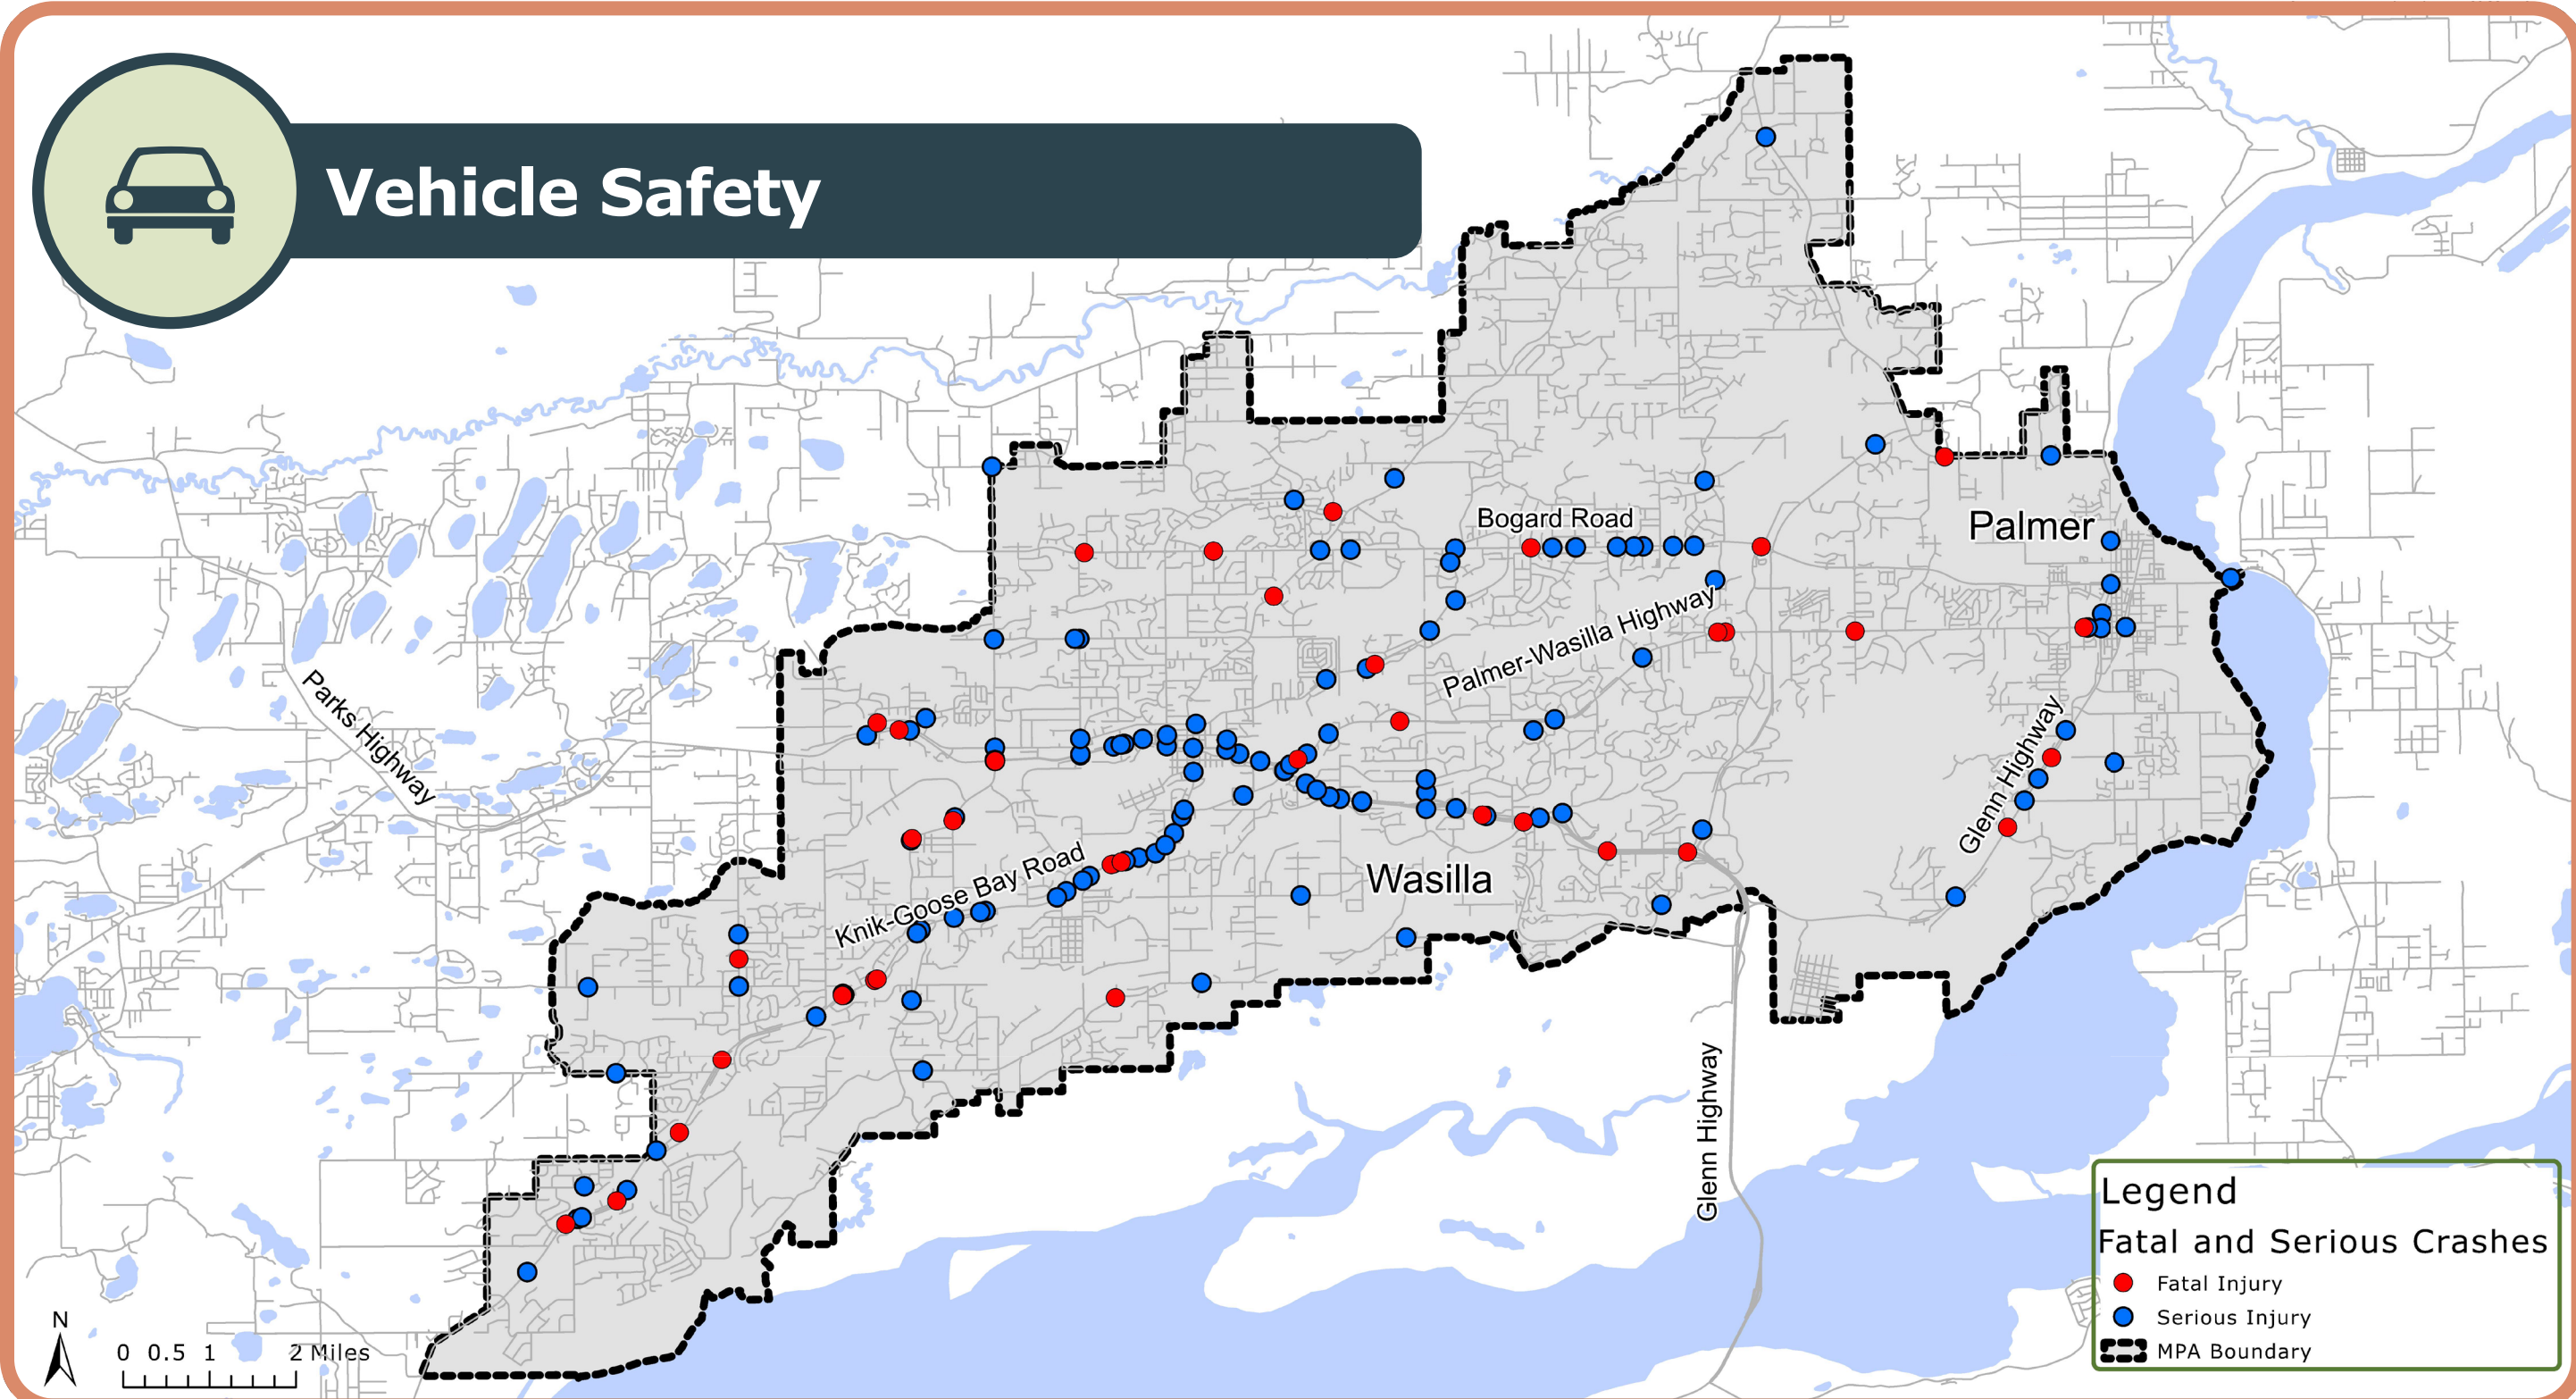 Vehicle Safety
Bogard Road
Palmer
Palmer-Wasilla Highway
Parks Highway
Glenn Highway
Wasilla
Knik-Goose Bay Road
Glenn Highway
Legend
Fatal and Serious Crashes
Fatal Injury
Serious Injury
MPA Boundary
N
0 0.5 1 2 Miles